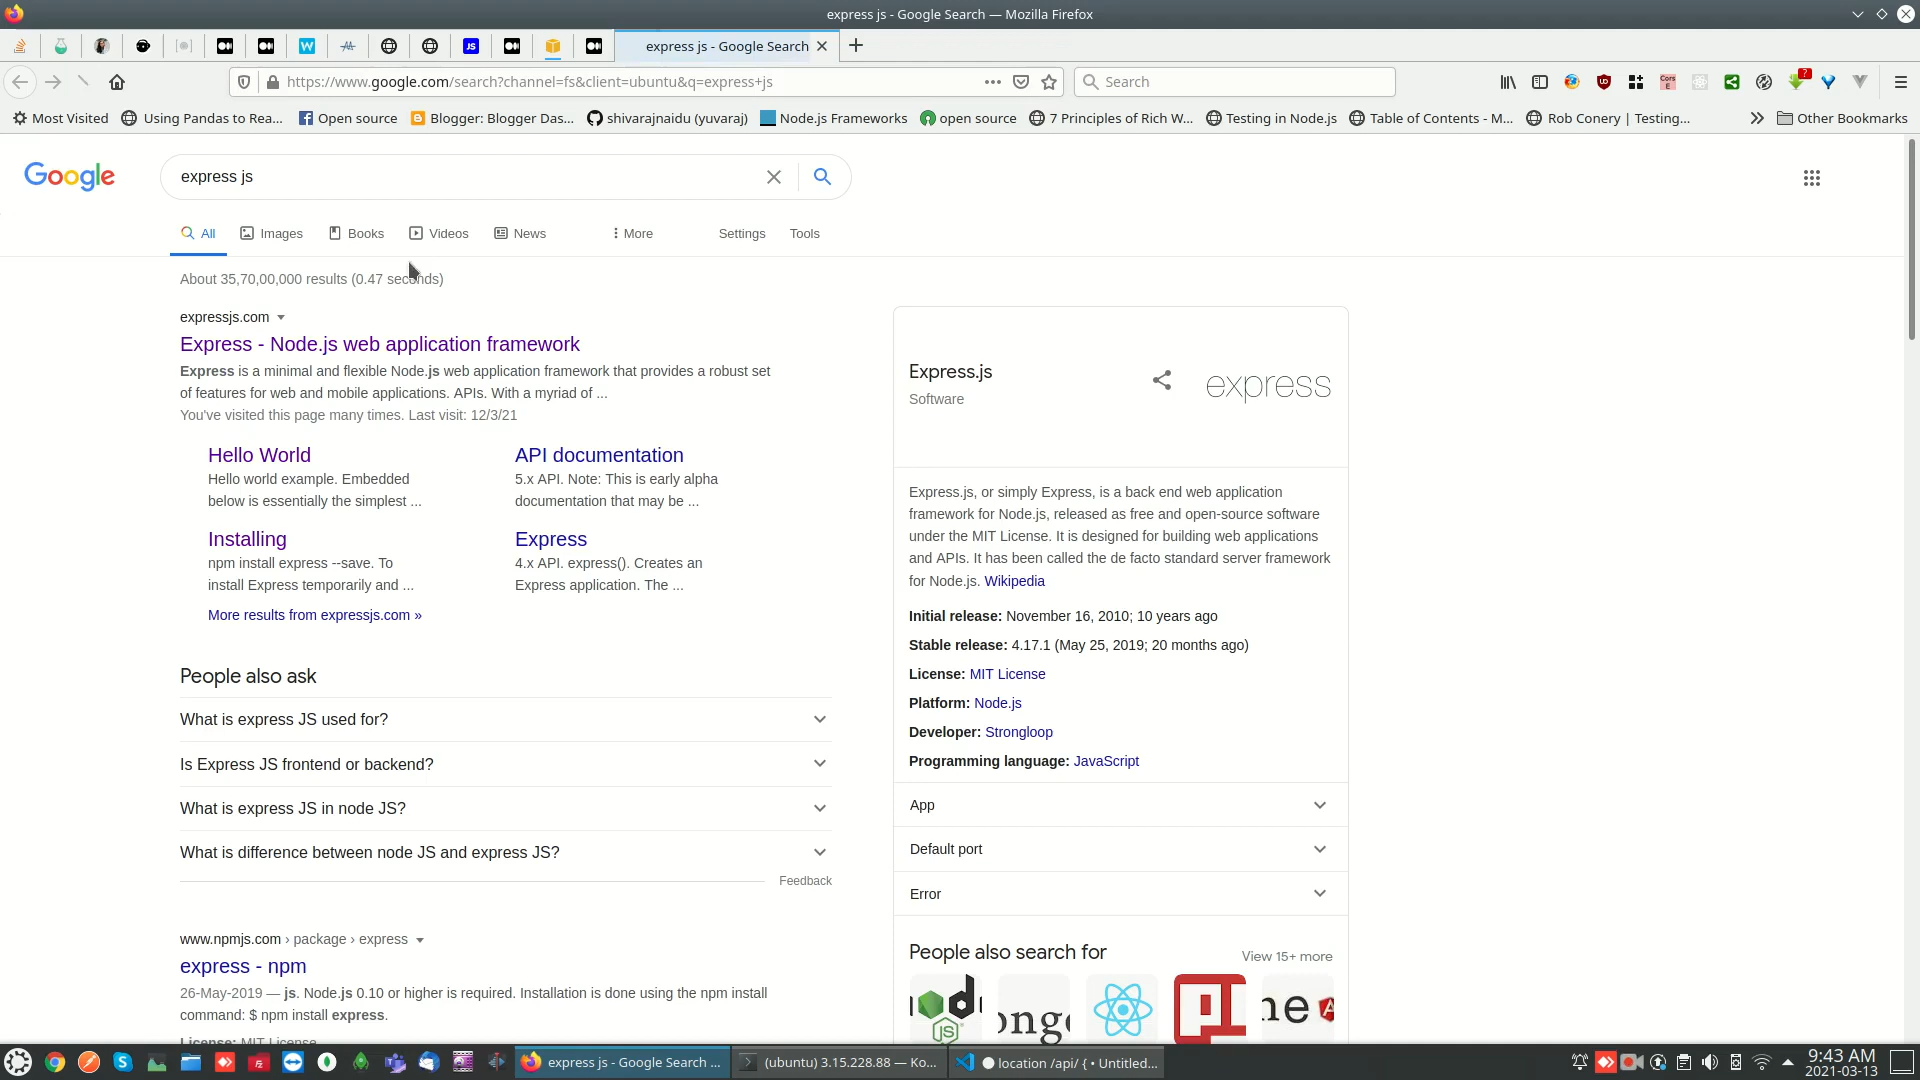 express js - Google Search — Mozilla Firefox
express js - Google Search
https://www.google.com/search?channel=fs&client=ubuntu&q=express+js
Search
Most Visited
Using Pandas to Rea...
Open source
Blogger: Blogger Das...
shivarajnaidu (yuvaraj)
Node.js Frameworks
open source
7 Principles of Rich W...
Testing in Node.js
Table of Contents - M...
Rob Conery | Testing...
Other Bookmarks
Google
express js
All
Images
Books
Videos
News
More
Settings
Tools
About 35,70,00,000 results (0.47 seconds)
expressjs.com
Express - Node.js web application framework
Express is a minimal and flexible Node.js web application framework that provides a robust set
of features for web and mobile applications. APIs. With a myriad of ...
You've visited this page many times. Last visit: 12/3/21
Hello World
Hello world example. Embedded
below is essentially the simplest ...
API documentation
5.x API. Note: This is early alpha
documentation that may be ...
Installing
npm install express --save. To
install Express temporarily and ...
Express
4.x API. express(). Creates an
Express application. The ...
More results from expressjs.com »
People also ask
What is express JS used for?
Is Express JS frontend or backend?
What is express JS in node JS?
What is difference between node JS and express JS?
Feedback
www.npmjs.com › package › express
express - npm
26-May-2019 — js. Node.js 0.10 or higher is required. Installation is done using the npm install
command: $ npm install express.
License: MIT License
Express.js
Software
express
Express.js, or simply Express, is a back end web application
framework for Node.js, released as free and open-source software
under the MIT License. It is designed for building web applications
and APIs. It has been called the de facto standard server framework
for Node.js. Wikipedia
Initial release: November 16, 2010; 10 years ago
Stable release: 4.17.1 (May 25, 2019; 20 months ago)
License: MIT License
Platform: Node.js
Developer: Strongloop
Programming language: JavaScript
App
Default port
Error
People also search for
View 15+ more
express js - Google Search ...
(ubuntu) 3.15.228.88 — Ko...
location /api/ { • Untitled...
9:43 AM
2021-03-13